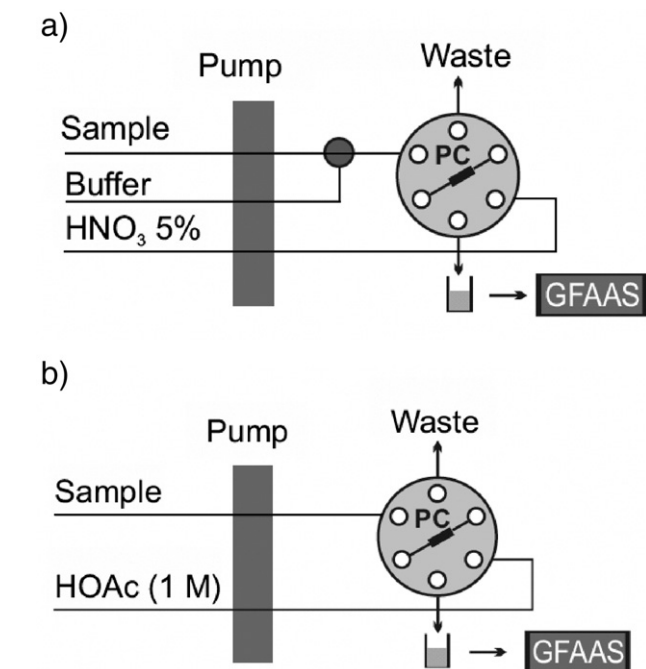 a)
Pump
Waste
Sample
PC
Buffer
HNO₃ 5%
GFAAS
b)
Pump
Waste
Sample
PC
HOAc (1 M)
GFAAS